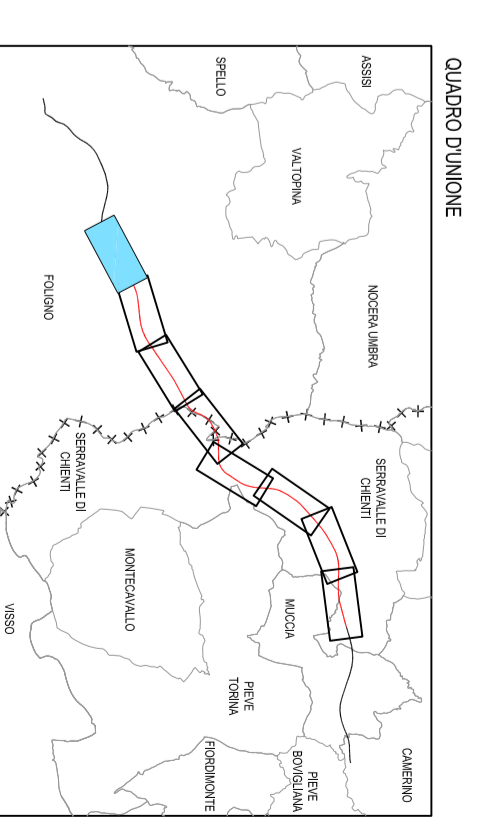 QUADRO D'UNIONE
ASSISI
SPELLO
VALTOPINA
NOCERA UMBRA
FOLIGNO
SERRAVALLE DI
CHIENTI
SERRAVALLE DI
CHIENTI
MONTECAVALLO
MUCCIA
VISSO
PIEVE
TORINA
CAMERINO
PIEVE
BOVIGLIANA
FIORDIMONTE